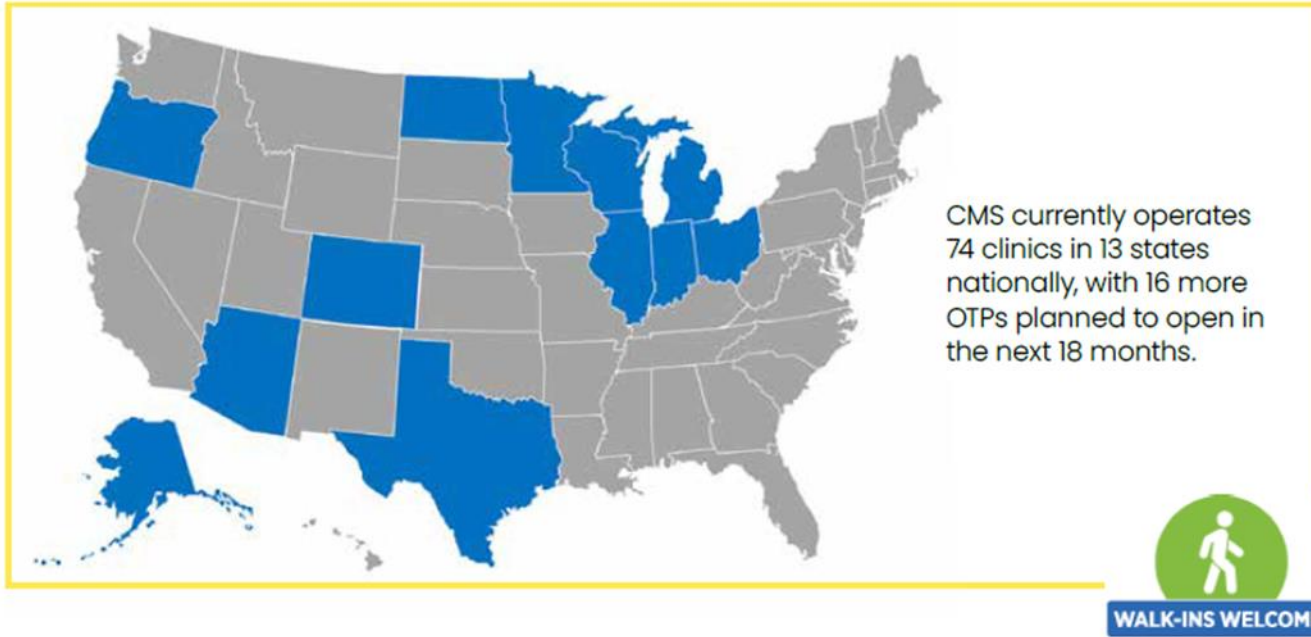 CMS currently operates
74 clinics in 13 states
nationally, with 16 more
OTPs planned to open in
the next 18 months.
WALK-INS WELCOM